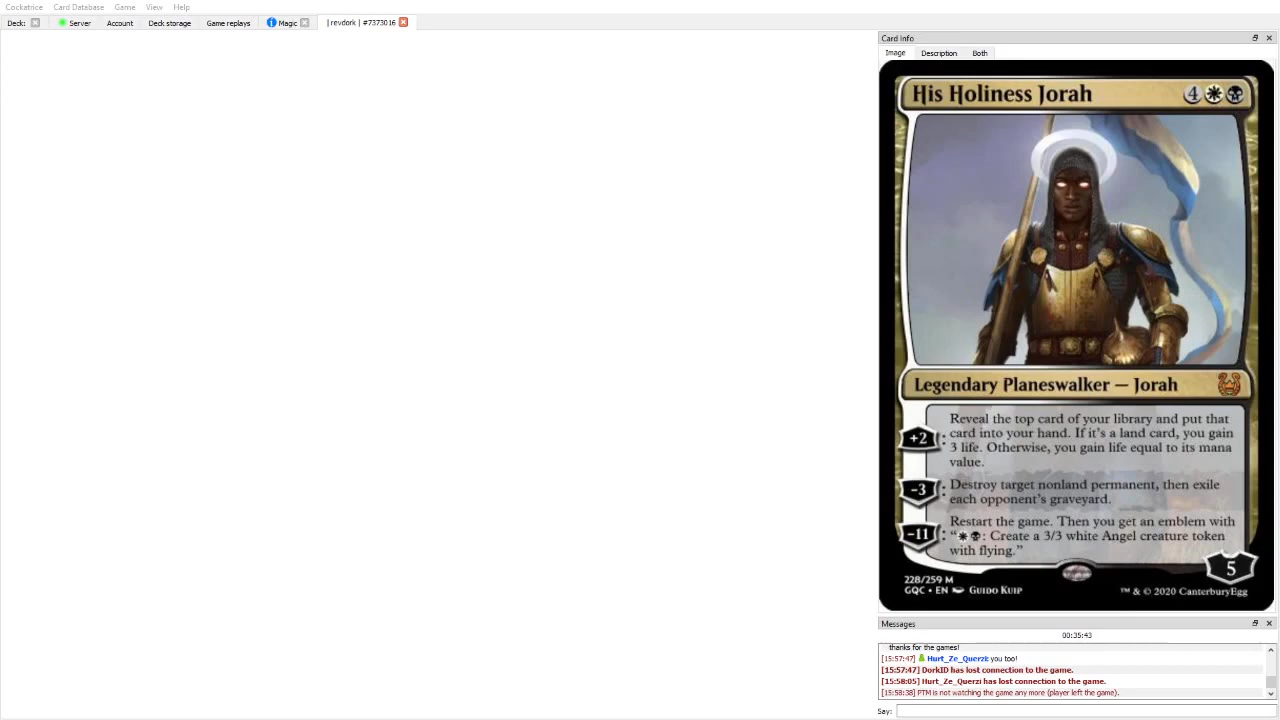 Cockatrice Card Database Game View Help
Deck: Server Account Deck storage Game replays Magic | revdork | #7373016
Card Info
Image Description Both
His Holiness Jorah 4
Legendary Planeswalker — Jorah
Reveal the top card of your library and put that
card into your hand. If it's a land card, you gain
+2 : 3 life. Otherwise, you gain life equal to its mana
value.
-3 : Destroy target nonland permanent, then exile
each opponent's graveyard.
Restart the game. Then you get an emblem with
-11 : “ : Create a 3/3 white Angel creature token
with flying.”
5
228/259 M
GQC • EN Guido Kuip ™ & © 2020 CanterburyEgg
Messages
00:35:43
thanks for the games!
[15:57:47] Hurt_Ze_Querzi: you too!
[15:57:47] DorkID has lost connection to the game.
[15:58:05] Hurt_Ze_Querzi has lost connection to the game.
[15:58:38] PTM is not watching the game any more (player left the game).
Say: